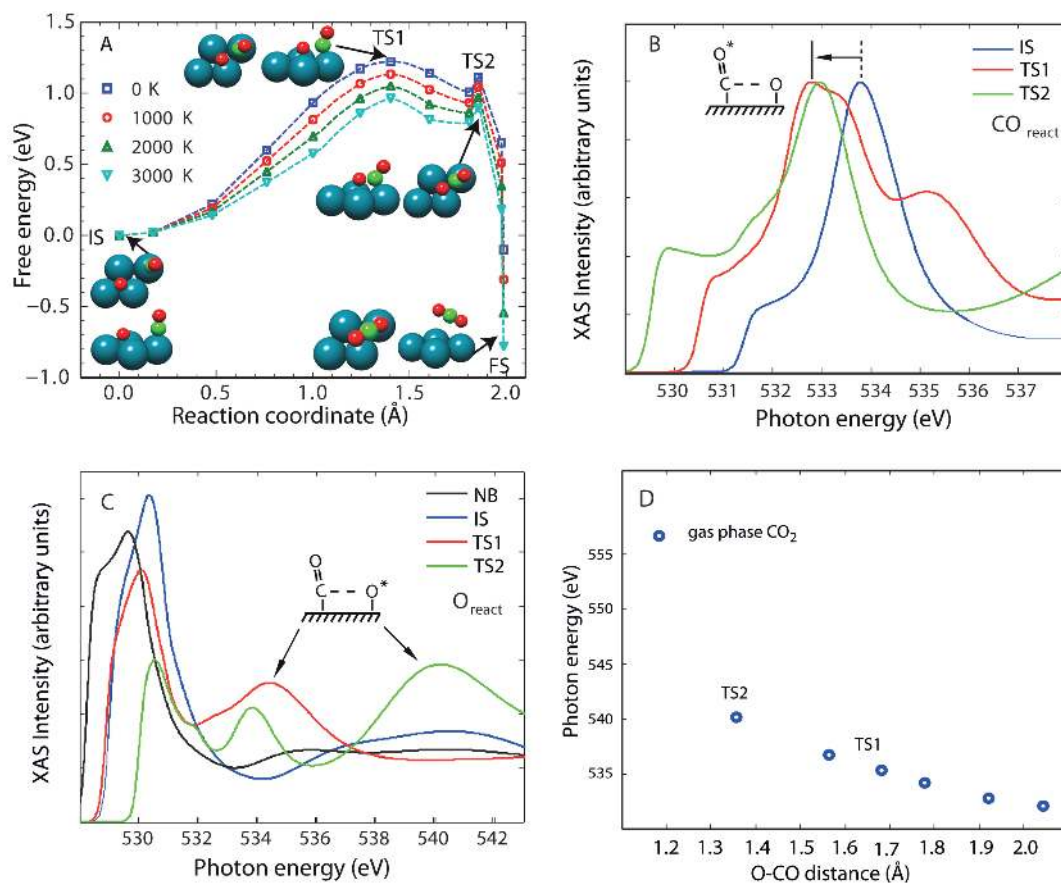 A
TS1
TS2
0 K
1000 K
2000 K
3000 K
IS
FS
1.5
1.0
0.5
0.0
−0.5
−1.0
Free energy (eV)
0.0 0.5 1.0 1.5 2.0
Reaction coordinate (Å)
B
O*
C
O
IS
TS1
TS2
CO react
XAS Intensity (arbitrary units)
530 531 532 533 534 535 536 537
Photon energy (eV)
C
NB
IS
TS1
TS2
O
C
O*
O react
XAS Intensity (arbitrary units)
530 532 534 536 538 540 542
Photon energy (eV)
D
gas phase CO2
TS2
TS1
555
550
545
540
535
Photon energy (eV)
1.2 1.3 1.4 1.5 1.6 1.7 1.8 1.9 2.0
O-CO distance (Å)